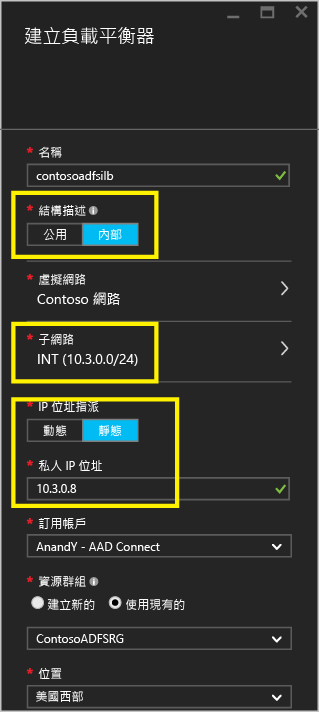 建立負載平衡器
* 名稱
contosoadfsilb
* 結構描述
公用 內部
* 虛擬網路
Contoso 網路
* 子網路
INT (10.3.0.0/24)
* IP 位址指派
動態 靜態
* 私人 IP 位址
10.3.0.8
* 訂用帳戶
AnandY - AAD Connect
* 資源群組
建立新的 使用現有的
ContosoADFSRG
* 位置
美國西部